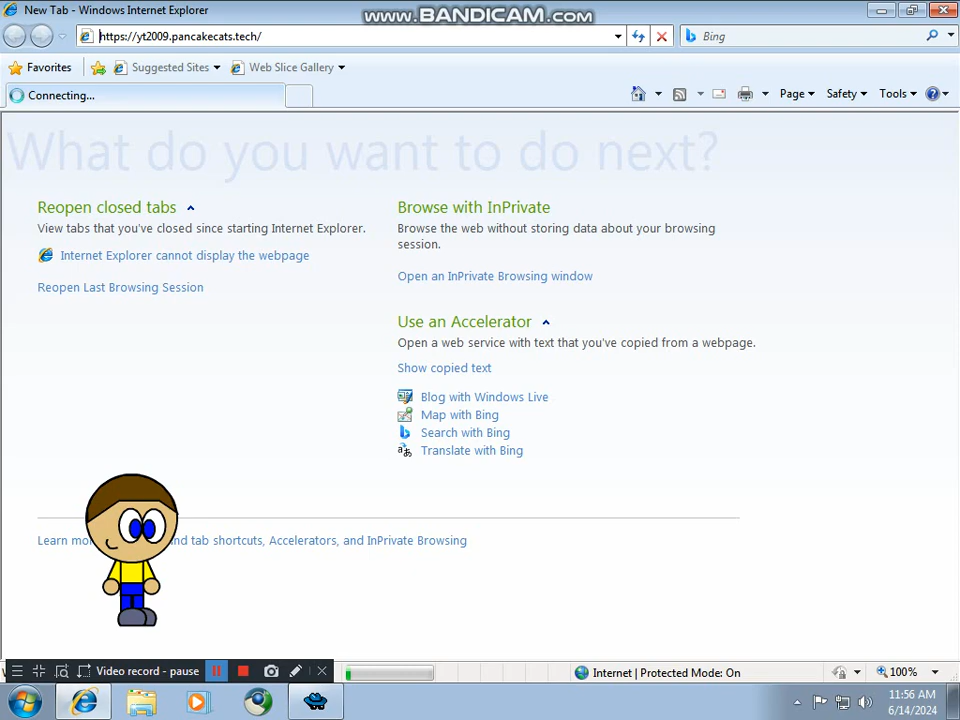 New Tab - Windows Internet Explorer
www.BANDICAM.com
https://yt2009.pancakecats.tech/
Bing
Favorites
Suggested Sites
Web Slice Gallery
Connecting...
Page
Safety
Tools
What do you want to do next?
Reopen closed tabs
View tabs that you've closed since starting Internet Explorer.
Internet Explorer cannot display the webpage
Reopen Last Browsing Session
Browse with InPrivate
Browse the web without storing data about your browsing
session.
Open an InPrivate Browsing window
Use an Accelerator
Open a web service with text that you've copied from a webpage.
Show copied text
Blog with Windows Live
Map with Bing
Search with Bing
Translate with Bing
Learn tab shortcuts, Accelerators, and InPrivate Browsing
Video record - pause
Internet | Protected Mode: On
100%
11:56 AM
6/14/2024